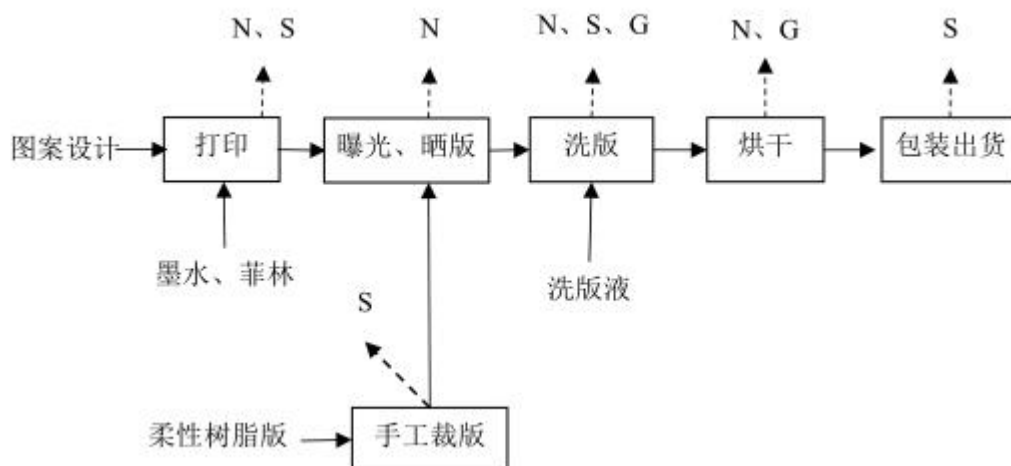 N、S
N
N、S、G
N、G
S
图案设计
打印
曝光、晒版
洗版
烘干
包装出货
墨水、菲林
洗版液
S
柔性树脂版
手工裁版